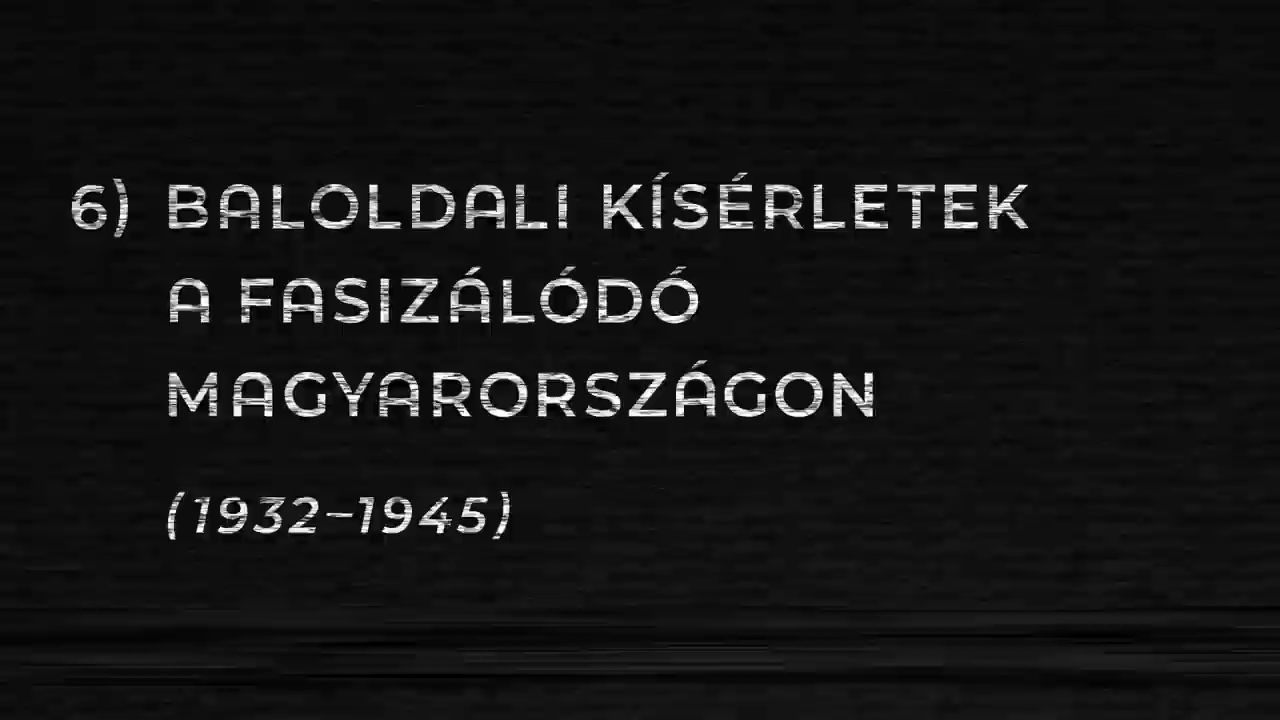 6) BALOLDALI KÍSÉRLETEK
A FASIZÁLÓDÓ
MAGYARORSZÁGON
(1932–1945)